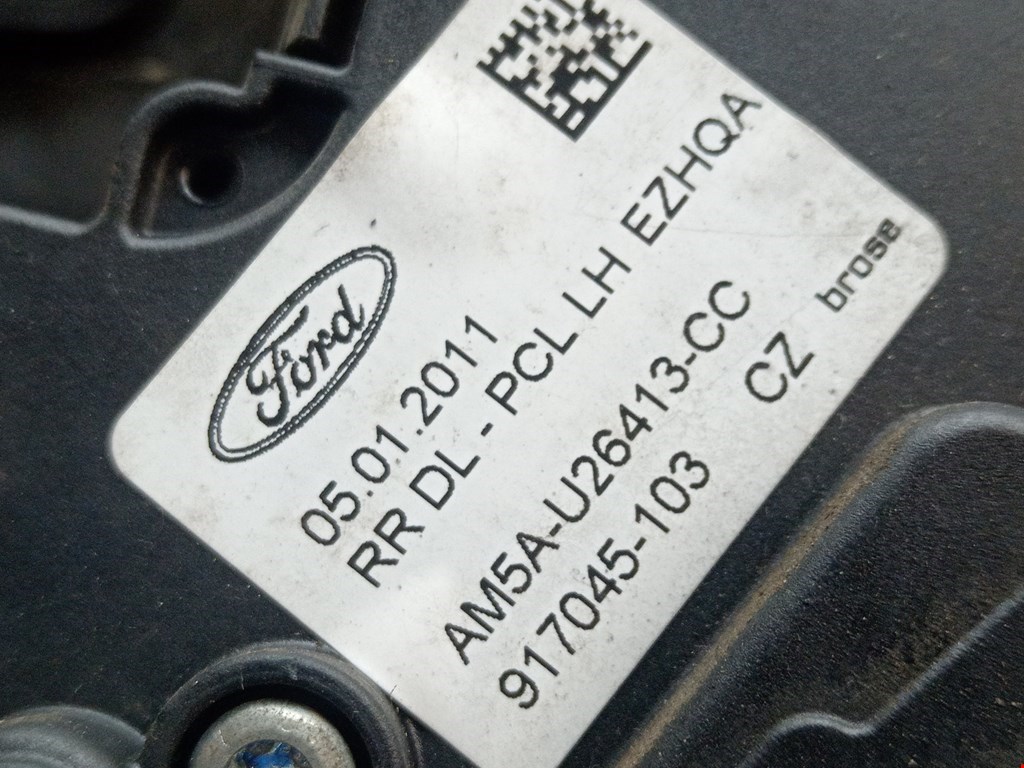 Ford
05.01.2011
RR DL - PCL LH EZHQA
AM5A-U26413-CC
917045-103 CZ
brose